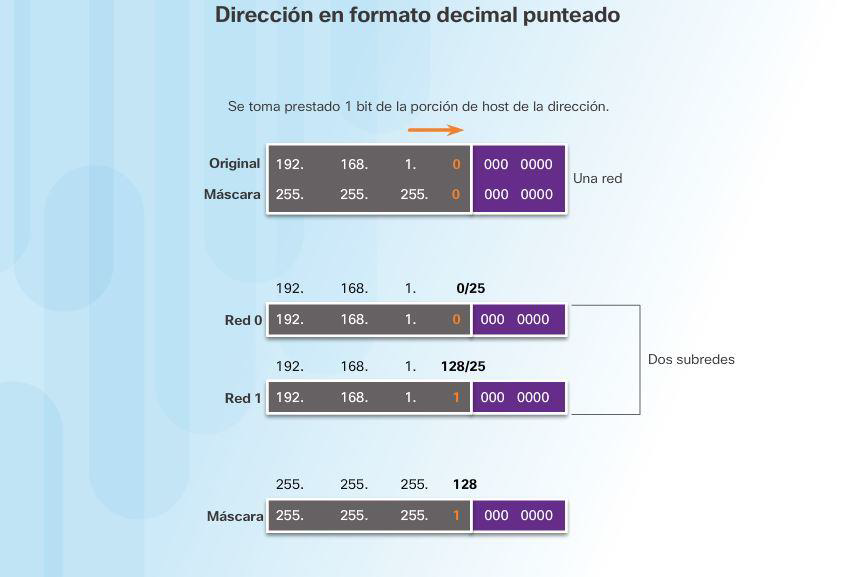 Dirección en formato decimal punteado
Se toma prestado 1 bit de la porción de host de la dirección.
Original 192. 168. 1. 0 000 0000
Máscara 255. 255. 255. 0 000 0000
Una red
192. 168. 1. 0/25
Red 0 192. 168. 1. 0 000 0000
192. 168. 1. 128/25
Dos subredes
Red 1 192. 168. 1. 1 000 0000
255. 255. 255. 128
Máscara 255. 255. 255. 1 000 0000